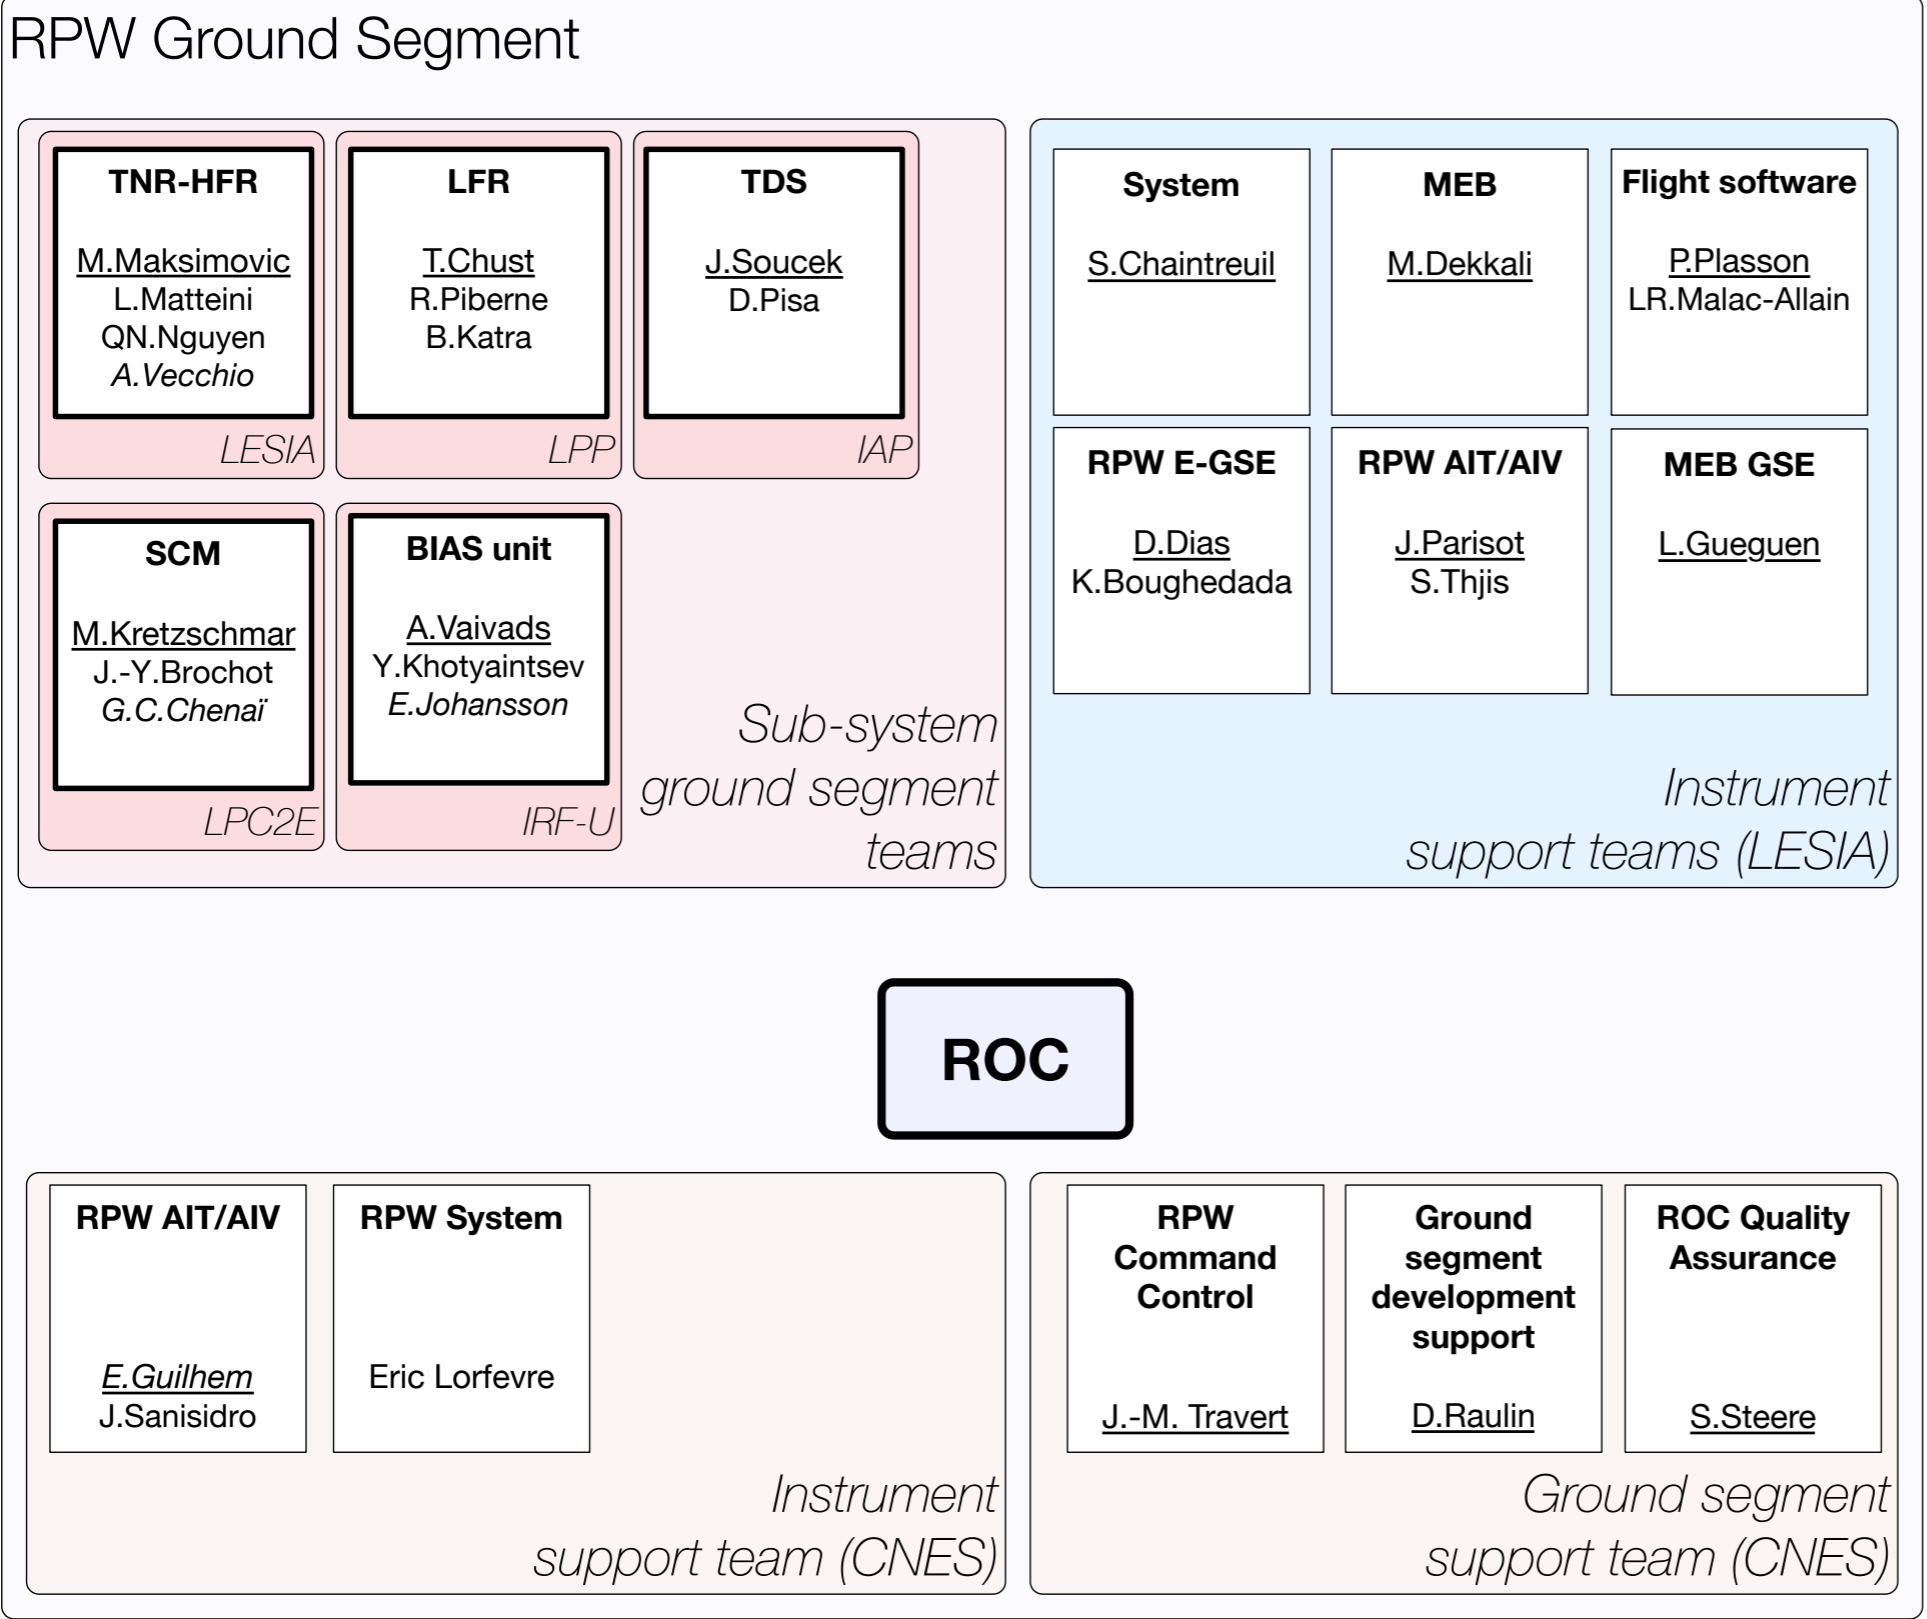 RPW Ground Segment
TNR-HFR
M.Maksimovic
L.Matteini
QN.Nguyen
A.Vecchio
LESIA
LFR
T.Chust
R.Piberne
B.Katra
LPP
TDS
J.Soucek
D.Pisa
IAP
SCM
M.Kretzschmar
J.-Y.Brochot
G.C.Chenaï
LPC2E
BIAS unit
A.Vaivads
Y.Khotyaintsev
E.Johansson
IRF-U
Sub-system
ground segment
teams
System
S.Chaintreuil
MEB
M.Dekkali
Flight software
P.Plasson
LR.Malac-Allain
RPW E-GSE
D.Dias
K.Boughedada
RPW AIT/AIV
J.Parisot
S.Thjis
MEB GSE
L.Gueguen
Instrument
support teams (LESIA)
ROC
RPW AIT/AIV
E.Guilhem
J.Sanisidro
RPW System
Eric Lorfevre
Instrument
support team (CNES)
RPW
Command
Control
J.-M. Travert
Ground
segment
development
support
D.Raulin
ROC Quality
Assurance
S.Steere
Ground segment
support team (CNES)